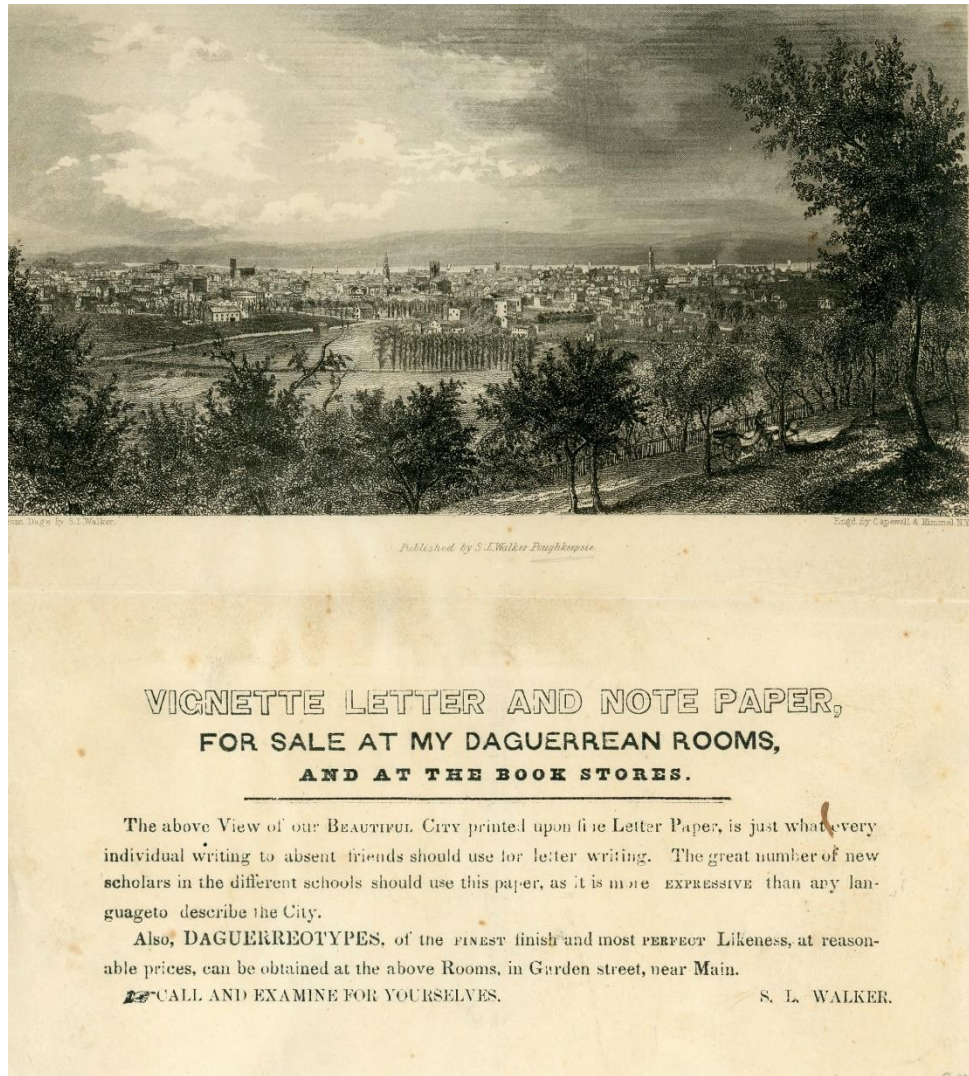 from Dag'e by S.L.Walker.
Engd. by Capewell & Kimmel N.Y.
Published by S.L.Walker Poughkeepsie.
VIGNETTE LETTER AND NOTE PAPER,
FOR SALE AT MY DAGUERREAN ROOMS,
AND AT THE BOOK STORES.
The above View of our BEAUTIFUL CITY printed upon fine Letter Paper, is just what every
individual writing to absent friends should use for letter writing. The great number of new
scholars in the different schools should use this paper, as it is more EXPRESSIVE than any lan-
guageto describe the City.
Also, DAGUERREOTYPES, of the FINEST finish and most PERFECT Likeness, at reason-
able prices, can be obtained at the above Rooms, in Garden street, near Main.
☞CALL AND EXAMINE FOR YOURSELVES.
S. L. WALKER.